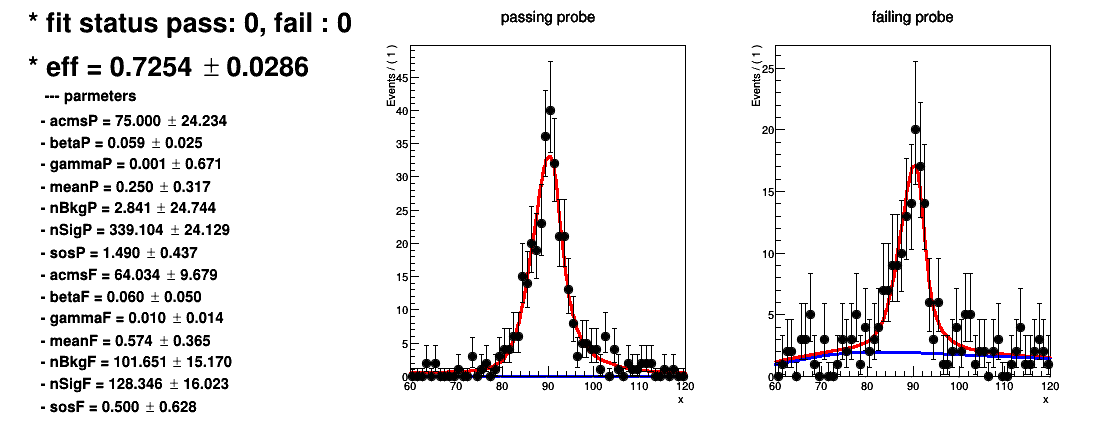 * fit status pass: 0, fail : 0
* eff = 0.7254 ± 0.0286
--- parmeters
- acmsP = 75.000 ± 24.234
- betaP = 0.059 ± 0.025
- gammaP = 0.001 ± 0.671
- meanP = 0.250 ± 0.317
- nBkgP = 2.841 ± 24.744
- nSigP = 339.104 ± 24.129
- sosP = 1.490 ± 0.437
- acmsF = 64.034 ± 9.679
- betaF = 0.060 ± 0.050
- gammaF = 0.010 ± 0.014
- meanF = 0.574 ± 0.365
- nBkgF = 101.651 ± 15.170
- nSigF = 128.346 ± 16.023
- sosF = 0.500 ± 0.628
passing probe
Events / ( 1 )
45
40
35
30
25
20
15
10
5
0
60 70 80 90 100 110 120
x
failing probe
Events / ( 1 )
25
20
15
10
5
0
60 70 80 90 100 110 120
x